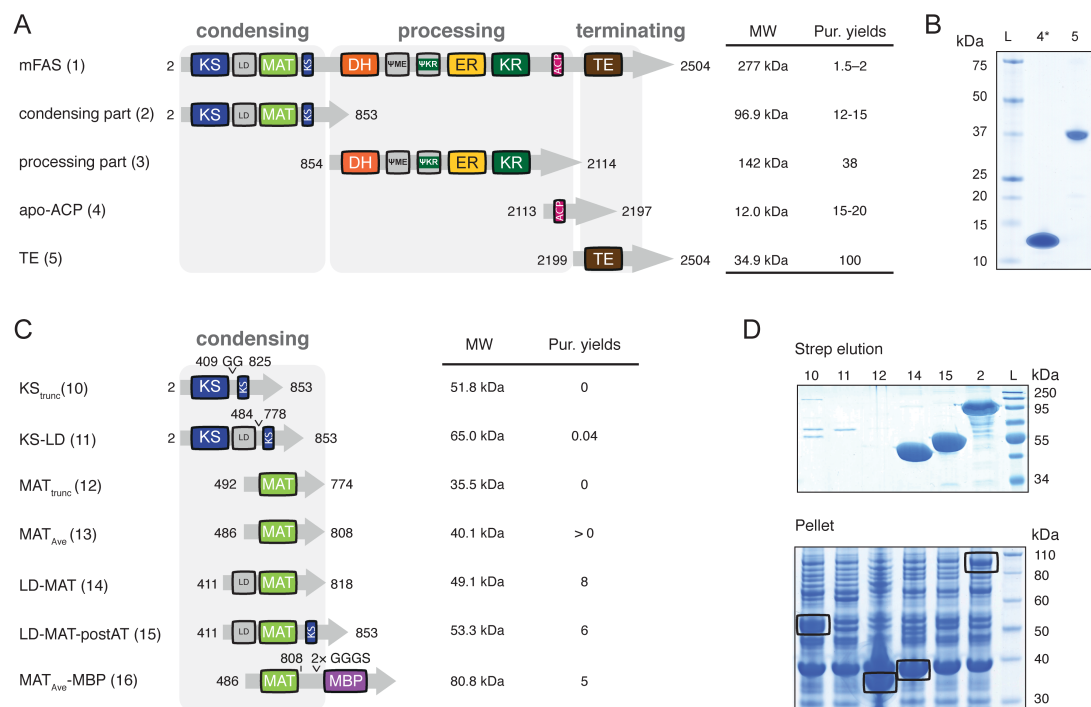 A
condensing processing terminating
MW Pur. yields
mFAS (1) 2 KS LD MAT KS DH ΨME ΨKR ER KR ACP TE 2504 277 kDa 1.5–2
condensing part (2) 2 KS LD MAT KS 853 96.9 kDa 12-15
processing part (3) 854 DH ΨME ΨKR ER KR 2114 142 kDa 38
apo-ACP (4) 2113 ACP 2197 12.0 kDa 15-20
TE (5) 2199 TE 2504 34.9 kDa 100
B
kDa L 4* 5
75
50
37
25
20
15
10
C
condensing
MW Pur. yields
409 GG 825
KStrunc(10) 2 KS KS 853 51.8 kDa 0
484 778
KS-LD (11) 2 KS LD KS 853 65.0 kDa 0.04
MATtrunc (12) 492 MAT 774 35.5 kDa 0
MATAve (13) 486 MAT 808 40.1 kDa > 0
LD-MAT (14) 411 LD MAT 818 49.1 kDa 8
LD-MAT-postAT (15) 411 LD MAT KS 853 53.3 kDa 6
808 2× GGGS
MATAve-MBP (16) 486 MAT MBP 80.8 kDa 5
D
Strep elution
10 11 12 14 15 2 L kDa
250
95
55
34
Pellet
kDa
110
80
60
50
40
30